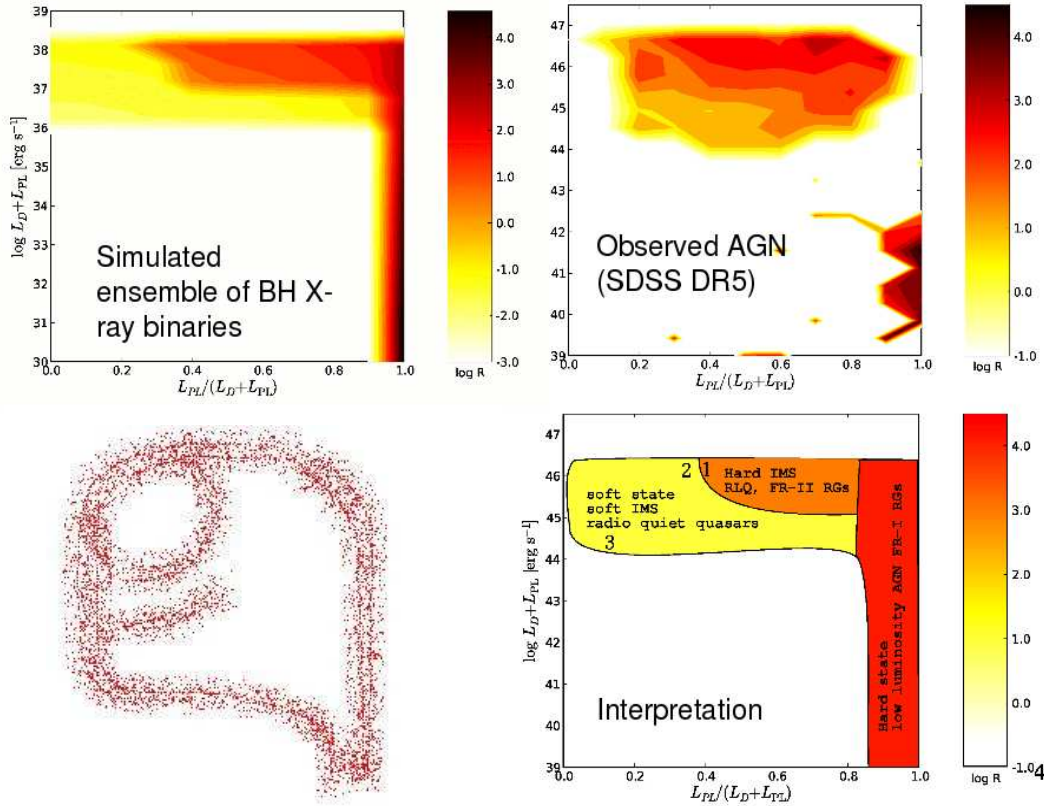 38
37
36
35
34
33
32
31
30
log L_D+L_PL [erg s⁻¹]
0.0 0.2 0.4 0.6 0.8 1.0
L_PL/(L_D+L_PL)
Simulated
ensemble of BH X-
ray binaries
4.0
3.0
2.0
1.0
0.0
-1.0
-2.0
-3.0
log R
47
46
45
44
43
42
41
40
39
0.0 0.2 0.4 0.6 0.8 1.0
L_PL/(L_D+L_PL)
Observed AGN
(SDSS DR5)
4.0
3.0
2.0
1.0
0.0
-1.0
log R
47
46
45
44
43
42
41
40
39
log L_D+L_PL [erg s⁻¹]
0.0 0.2 0.4 0.6 0.8 1.0
L_PL/(L_D+L_PL)
2 1
Hard IMS
RLQ, FR-II RGs
soft state
soft IMS
radio quiet quasars
3
Hard state
low luminosity AGN FR-I RGs
Interpretation
4.0
3.0
2.0
1.0
0.0
-1.0
log R
4